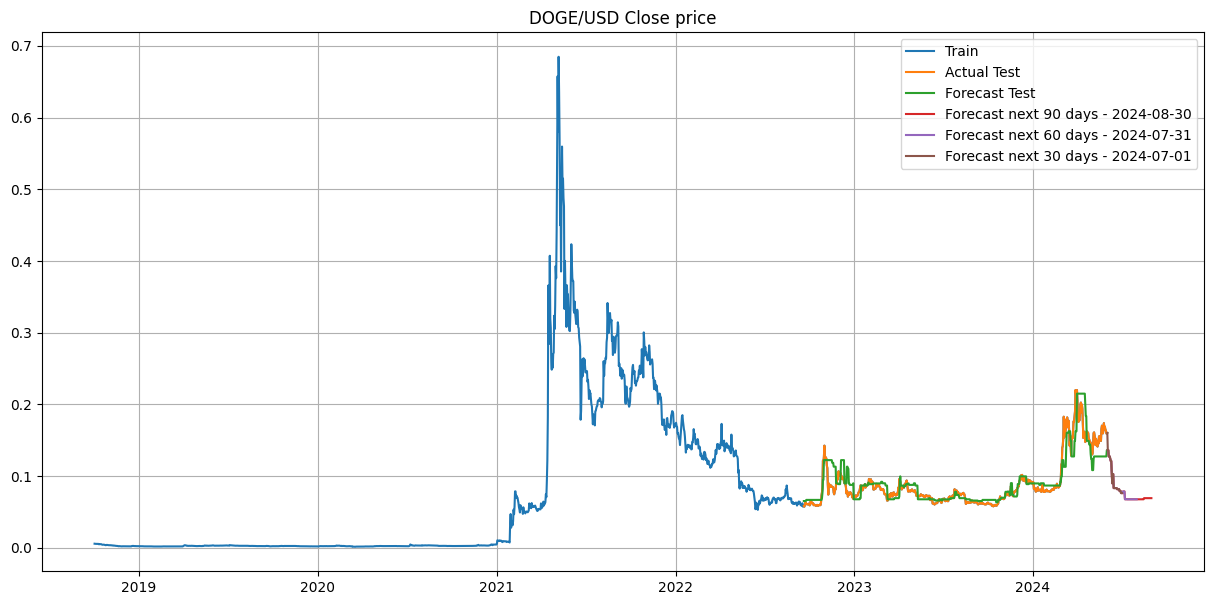 DOGE/USD Close price
0.7
0.6
0.5
0.4
0.3
0.2
0.1
0.0
Train
Actual Test
Forecast Test
Forecast next 90 days - 2024-08-30
Forecast next 60 days - 2024-07-31
Forecast next 30 days - 2024-07-01
2019
2020
2021
2022
2023
2024